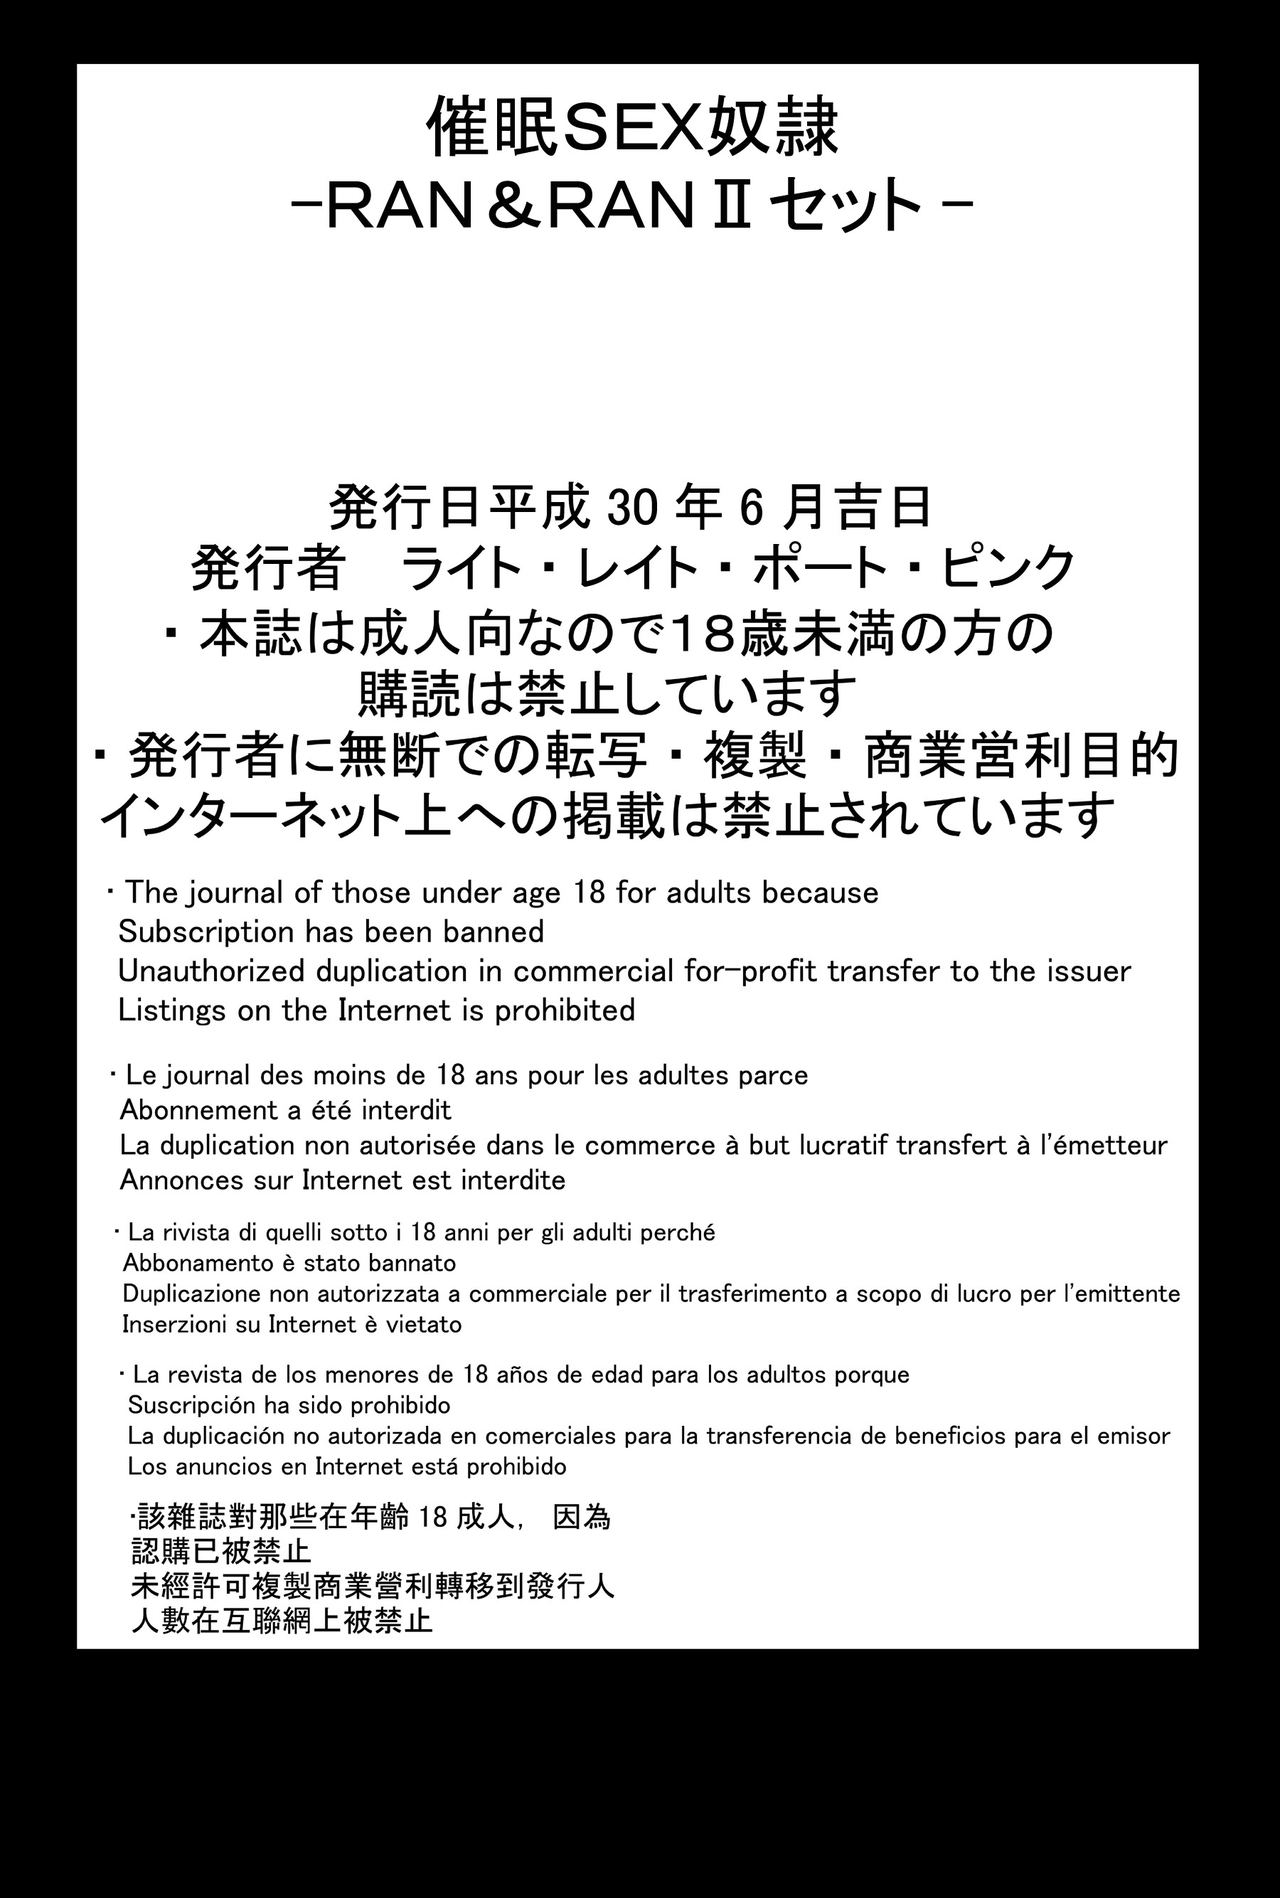 催眠SEX奴隷
－RAN＆RANⅡセット－
発行日平成 30 年 6 月吉日
発行者　ライト・レイト・ポート・ピンク
・本誌は成人向なので18歳未満の方の
購読は禁止しています
・発行者に無断での転写・複製・商業営利目的
インターネット上への掲載は禁止されています
・The journal of those under age 18 for adults because
Subscription has been banned
Unauthorized duplication in commercial for-profit transfer to the issuer
Listings on the Internet is prohibited
・Le journal des moins de 18 ans pour les adultes parce
Abonnement a été interdit
La duplication non autorisée dans le commerce à but lucratif transfert à l'émetteur
Annonces sur Internet est interdite
・La rivista di quelli sotto i 18 anni per gli adulti perché
Abbonamento è stato bannato
Duplicazione non autorizzata a commerciale per il trasferimento a scopo di lucro per l'emittente
Inserzioni su Internet è vietato
・La revista de los menores de 18 años de edad para los adultos porque
Suscripción ha sido prohibido
La duplicación no autorizada en comerciales para la transferencia de beneficios para el emisor
Los anuncios en Internet está prohibido
・該雜誌對那些在年齡 18 成人,　因為
認購已被禁止
未經許可複製商業營利轉移到發行人
人數在互聯網上被禁止